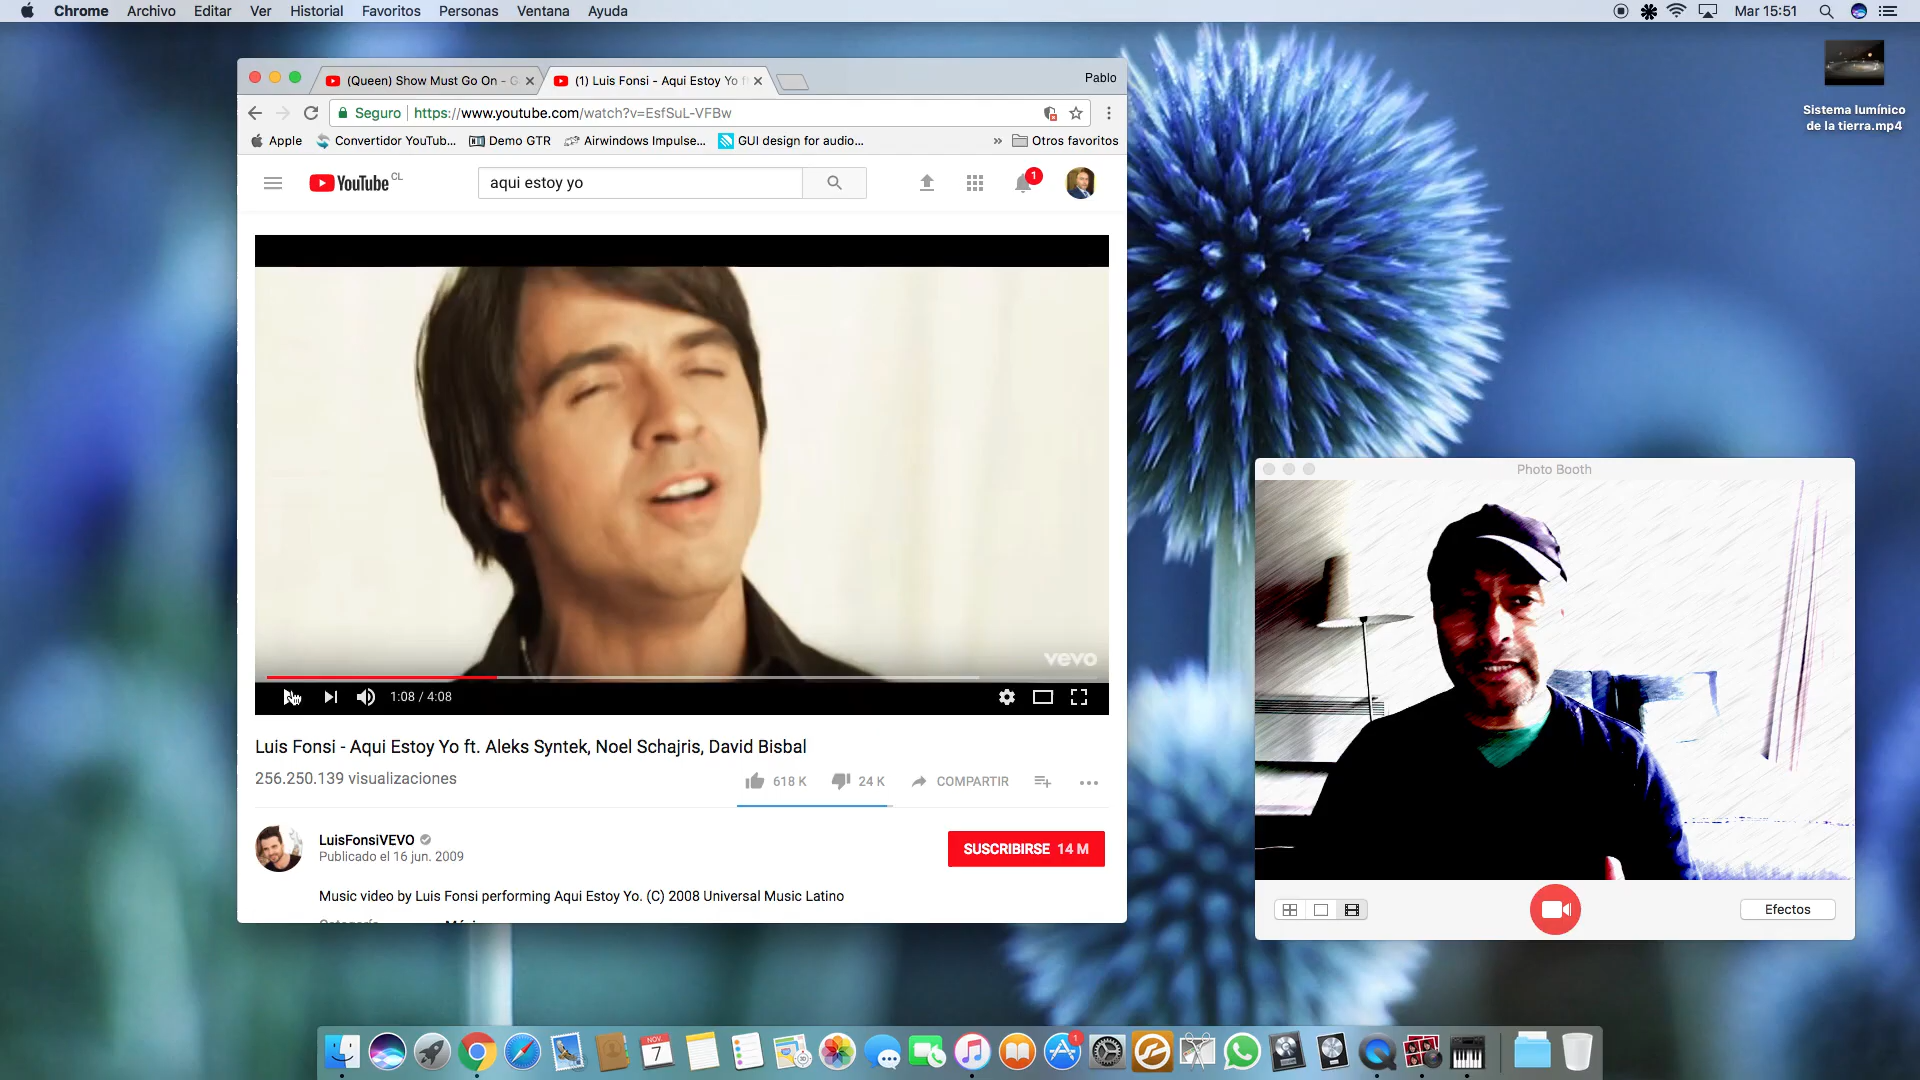 Chrome Archivo Editar Ver Historial Favoritos Personas Ventana Ayuda Mar 15:51
(Queen) Show Must Go On - G (1) Luis Fonsi - Aqui Estoy Yo f Pablo
Seguro https://www.youtube.com/watch?v=EsfSuL-VFBw
Apple Convertidor YouTub... Demo GTR Airwindows Impulse... GUI design for audio... » Otros favoritos
YouTube CL aqui estoy yo 1
Sistema lumínico
de la tierra.mp4
vevo
1:08 / 4:08
Luis Fonsi - Aqui Estoy Yo ft. Aleks Syntek, Noel Schajris, David Bisbal
256.250.139 visualizaciones
618 K 24 K COMPARTIR
LuisFonsiVEVO
Publicado el 16 jun. 2009
SUSCRIBIRSE 14 M
Music video by Luis Fonsi performing Aqui Estoy Yo. (C) 2008 Universal Music Latino
Photo Booth
Efectos
NOV
7
1